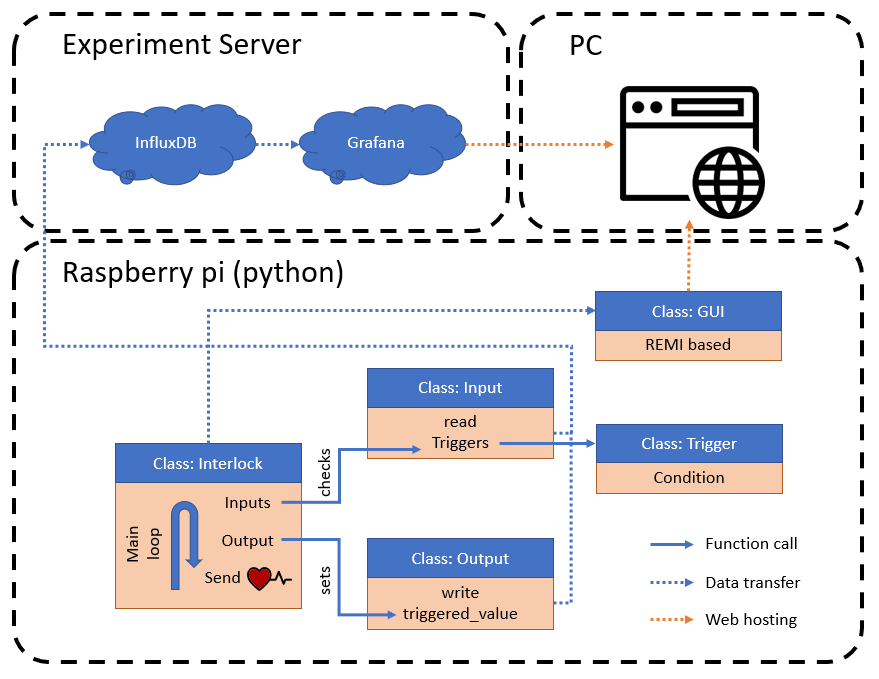 Experiment Server
PC
InfluxDB
Grafana
Raspberry pi (python)
Class: GUI
REMI based
Class: Input
read
Triggers
Class: Trigger
Condition
Class: Interlock
Inputs
Output
Send
Main
loop
checks
sets
Class: Output
write
triggered_value
Function call
Data transfer
Web hosting